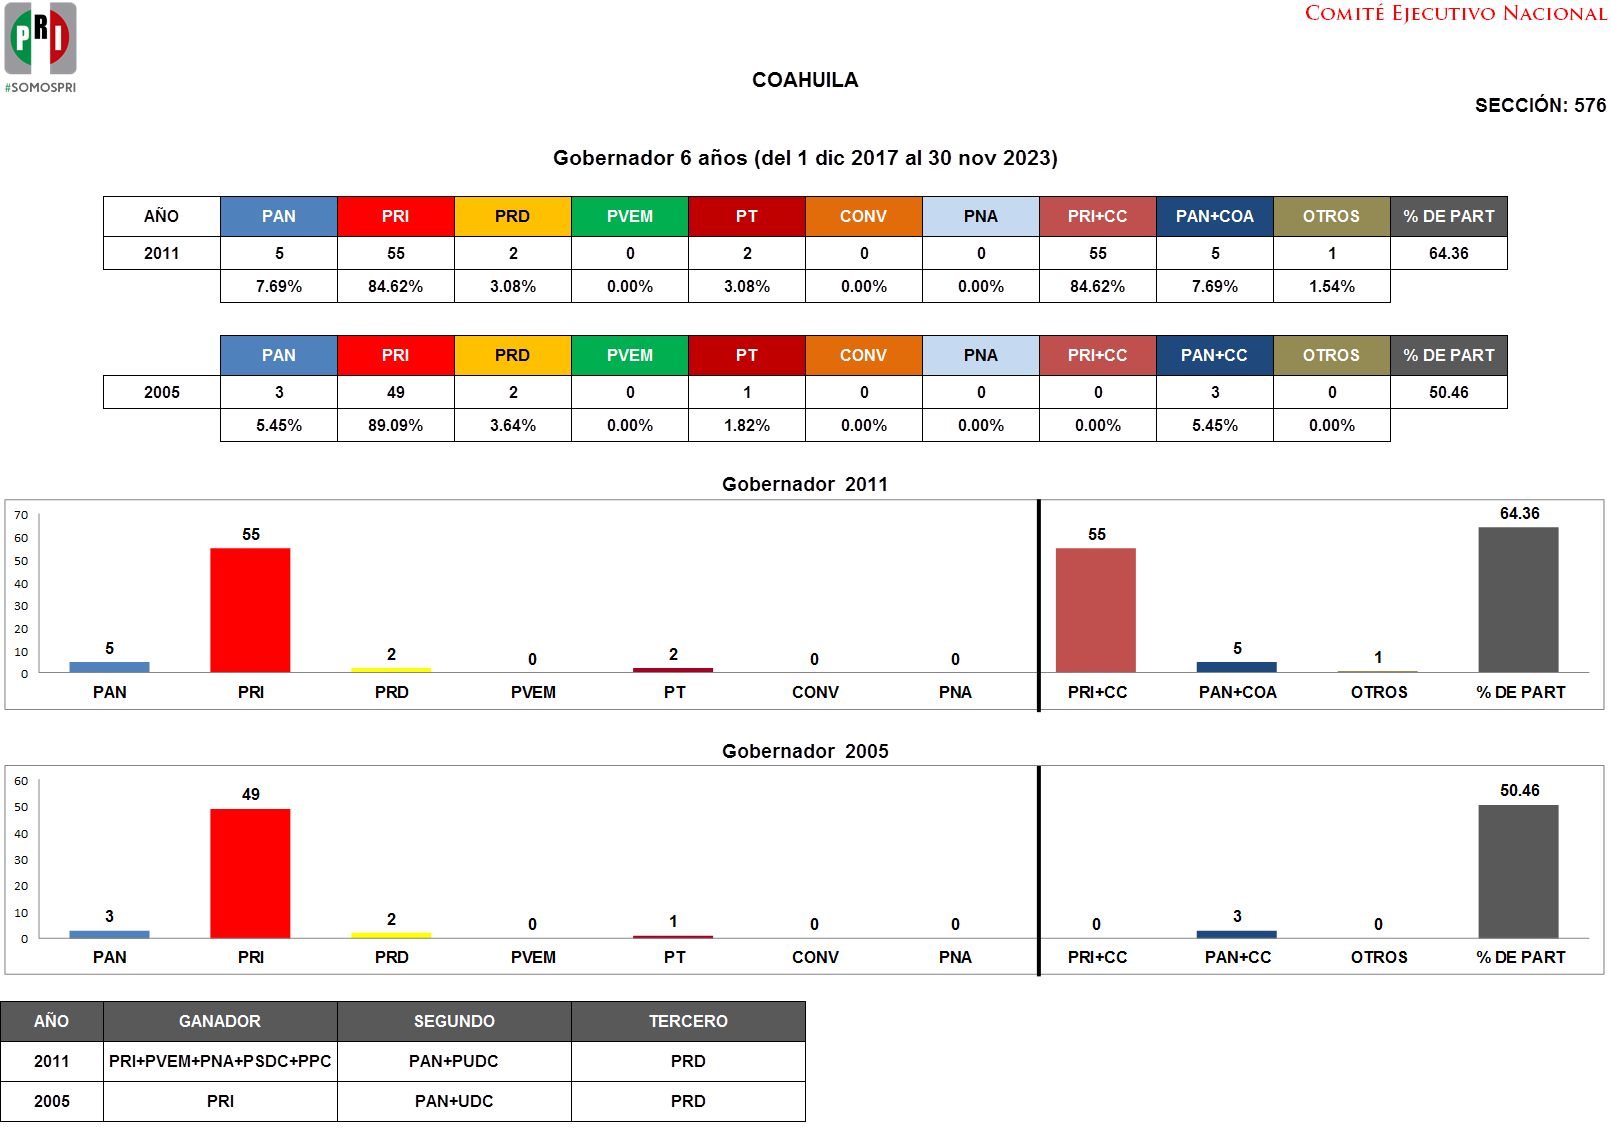 PRI
#SOMOSPRI
COMITÉ EJECUTIVO NACIONAL
COAHUILA
SECCIÓN: 576
Gobernador 6 años (del 1 dic 2017 al 30 nov 2023)
AÑO PAN PRI PRD PVEM PT CONV PNA PRI+CC PAN+COA OTROS % DE PART
2011 5 55 2 0 2 0 0 55 5 1 64.36
7.69% 84.62% 3.08% 0.00% 3.08% 0.00% 0.00% 84.62% 7.69% 1.54%
PAN PRI PRD PVEM PT CONV PNA PRI+CC PAN+CC OTROS % DE PART
2005 3 49 2 0 1 0 0 0 3 0 50.46
5.45% 89.09% 3.64% 0.00% 1.82% 0.00% 0.00% 0.00% 5.45% 0.00%
Gobernador 2011
70
60
50
40
30
20
10
0
5 55 2 0 2 0 0 55 5 1 64.36
PAN PRI PRD PVEM PT CONV PNA PRI+CC PAN+COA OTROS % DE PART
Gobernador 2005
60
50
40
30
20
10
0
3 49 2 0 1 0 0 0 3 0 50.46
PAN PRI PRD PVEM PT CONV PNA PRI+CC PAN+CC OTROS % DE PART
AÑO GANADOR SEGUNDO TERCERO
2011 PRI+PVEM+PNA+PSDC+PPC PAN+PUDC PRD
2005 PRI PAN+UDC PRD